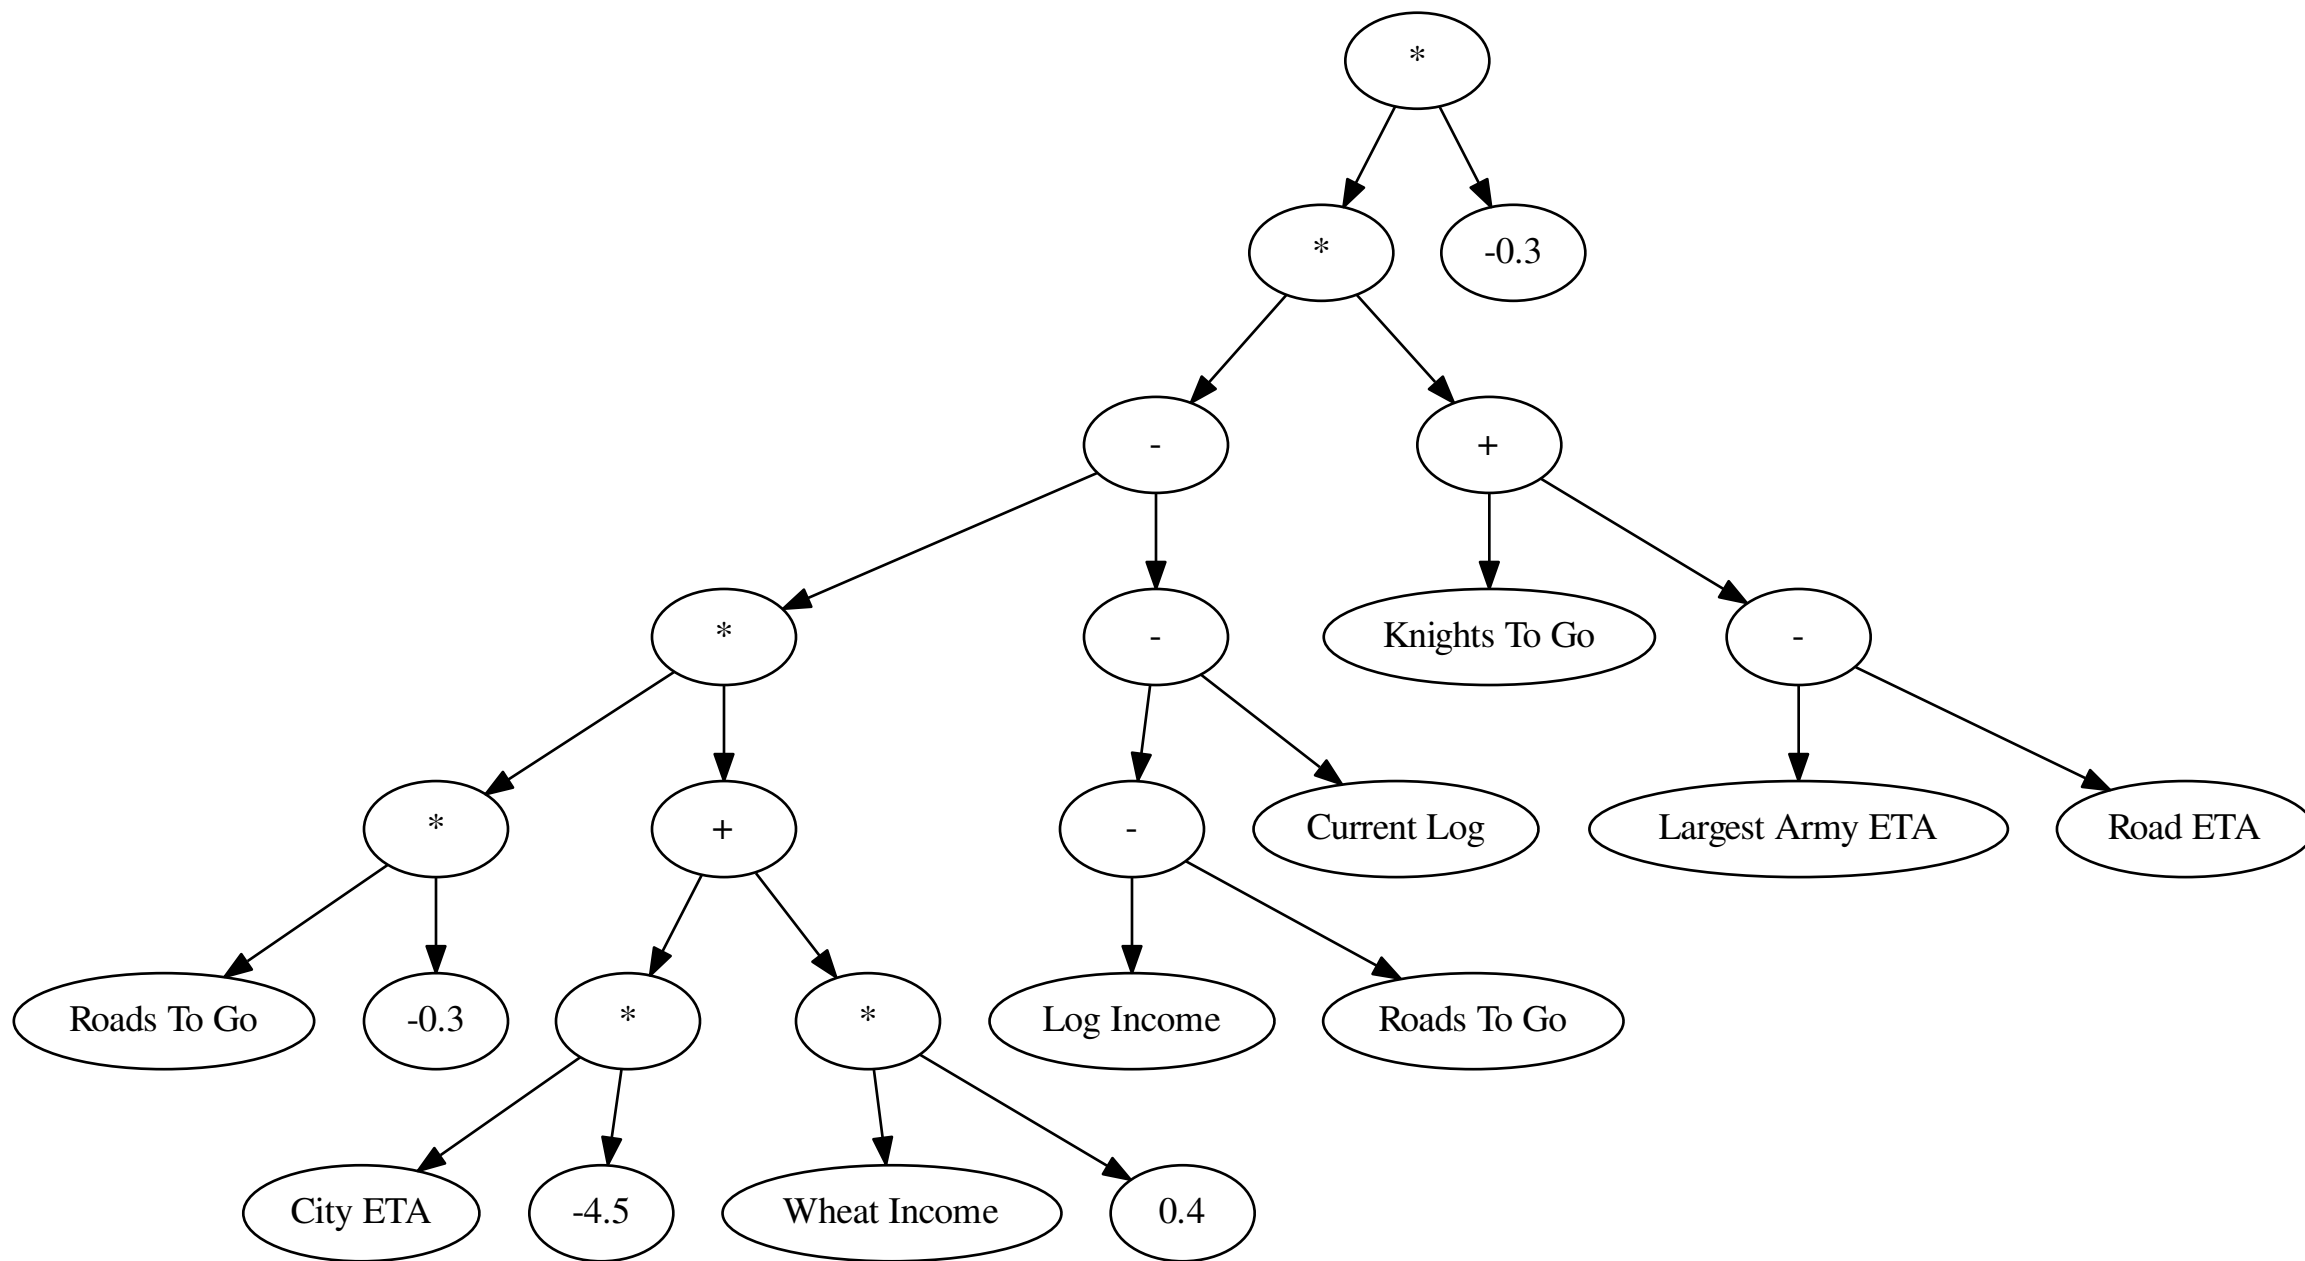 *
*
-0.3
-
+
*
-
Knights To Go
-
*
+
-
Current Log
Largest Army ETA
Road ETA
Roads To Go
-0.3
*
*
Log Income
Roads To Go
City ETA
-4.5
Wheat Income
0.4